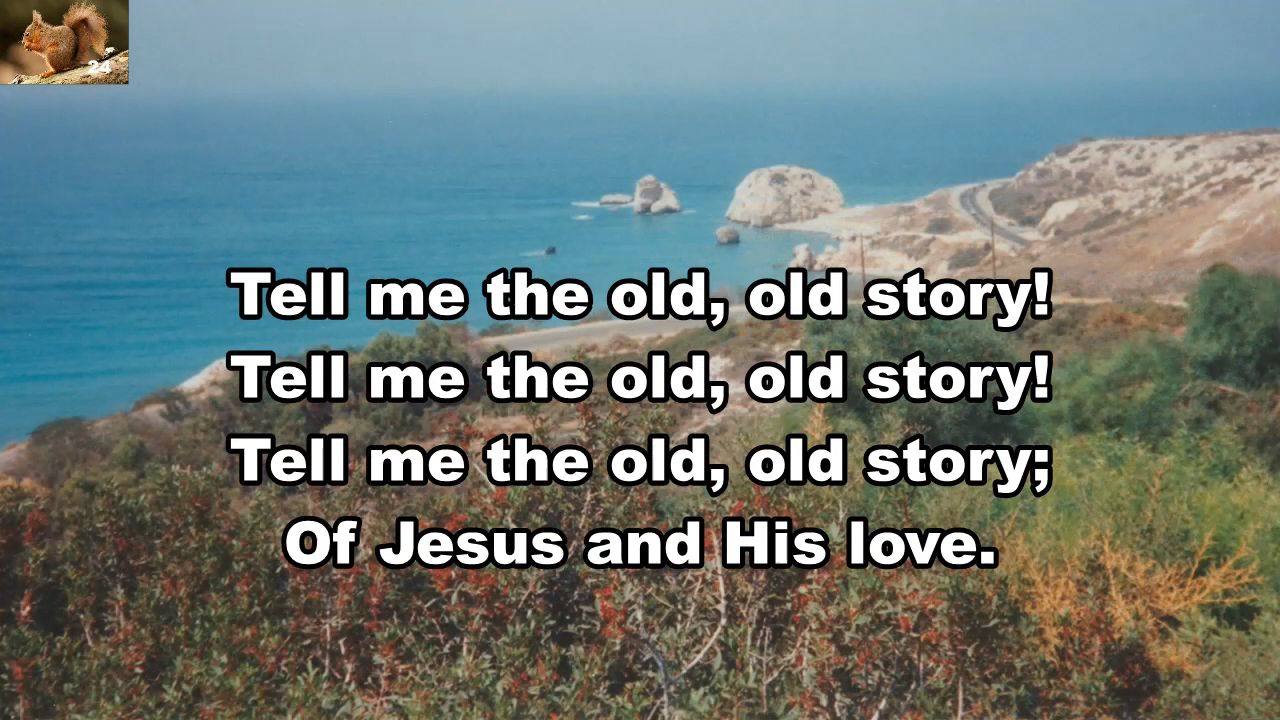 24
Tell me the old, old story!
Tell me the old, old story!
Tell me the old, old story;
Of Jesus and His love.